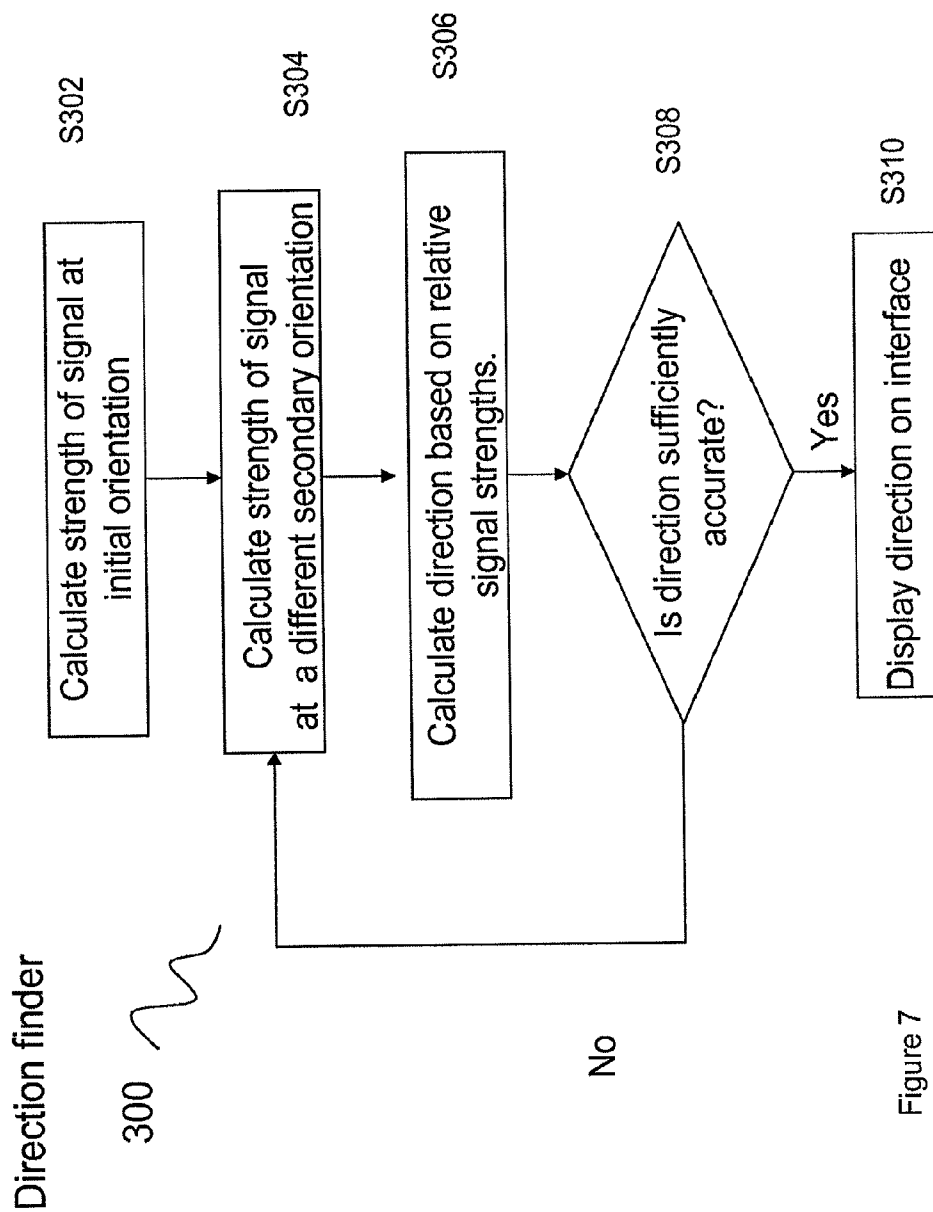 Direction finder
300
Calculate strength of signal at
initial orientation
S302
Calculate strength of signal
at a different secondary orientation
S304
Calculate direction based on relative
signal strengths.
S306
Is direction sufficiently
accurate?
S308
No
Yes
Display direction on interface
S310
Figure 7